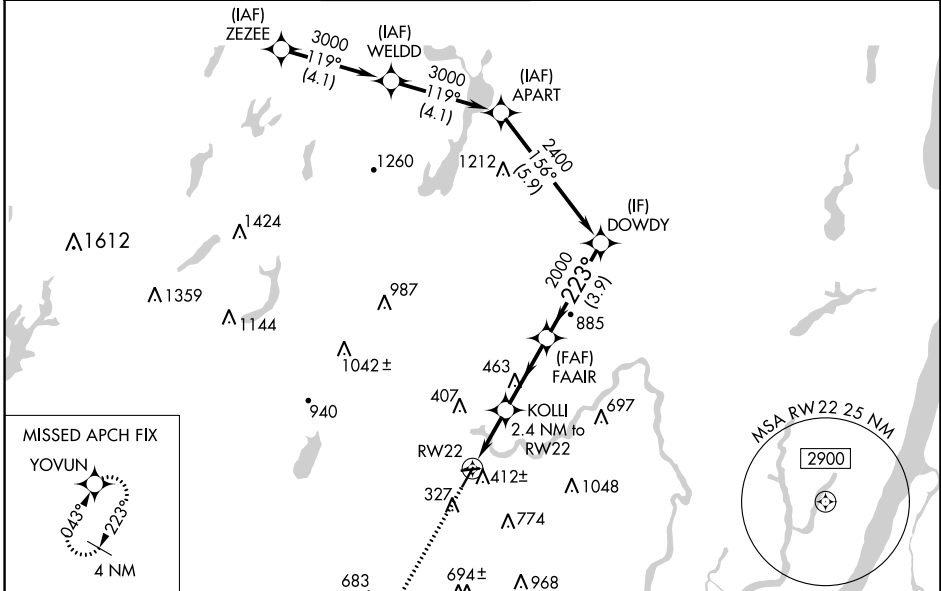 (IAF)
ZEZEE
3000
119°
(4.1)
(IAF)
WELDD
3000
119°
(4.1)
(IAF)
APART
2400
156°
(5.9)
1260
1212
(IF)
DOWDY
1424
1612
2000
223°
(3.9)
1359
987
1144
885
1042±
(FAF)
FAAIR
463
407
940
KOLLI
2.4 NM to
RW22
697
MSA RW22 25 NM
2900
MISSED APCH FIX
YOVUN
043°
223°
4 NM
RW22
412±
1048
327
774
683
694±
968